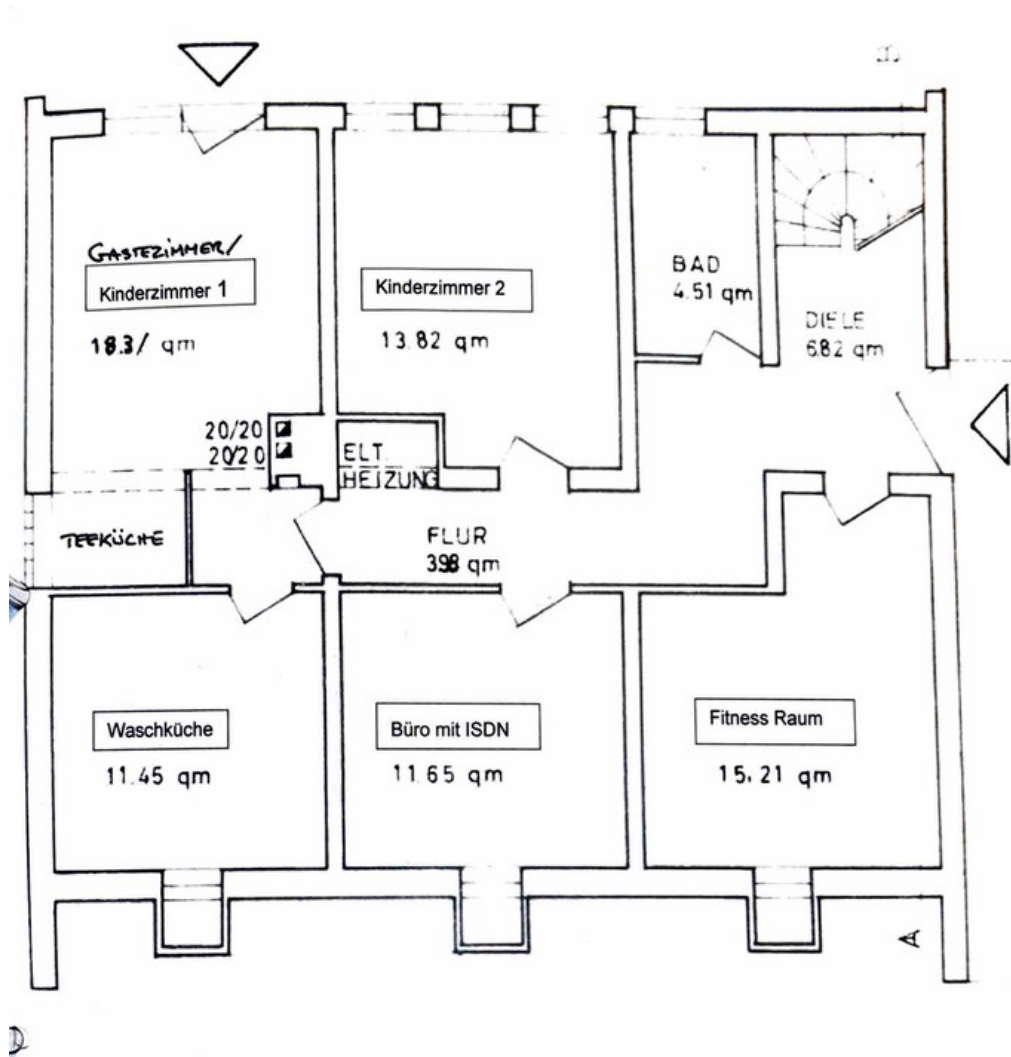 GASTEZIMMER/
Kinderzimmer 1
18.3/ qm
Kinderzimmer 2
13.82 qm
BAD
4.51 qm
DIELE
6.82 qm
20/20
20/20
ELT.
HEIZUNG
TEEKÜCHE
FLUR
3.98 qm
Waschküche
11.45 qm
Büro mit ISDN
11.65 qm
Fitness Raum
15.21 qm
A